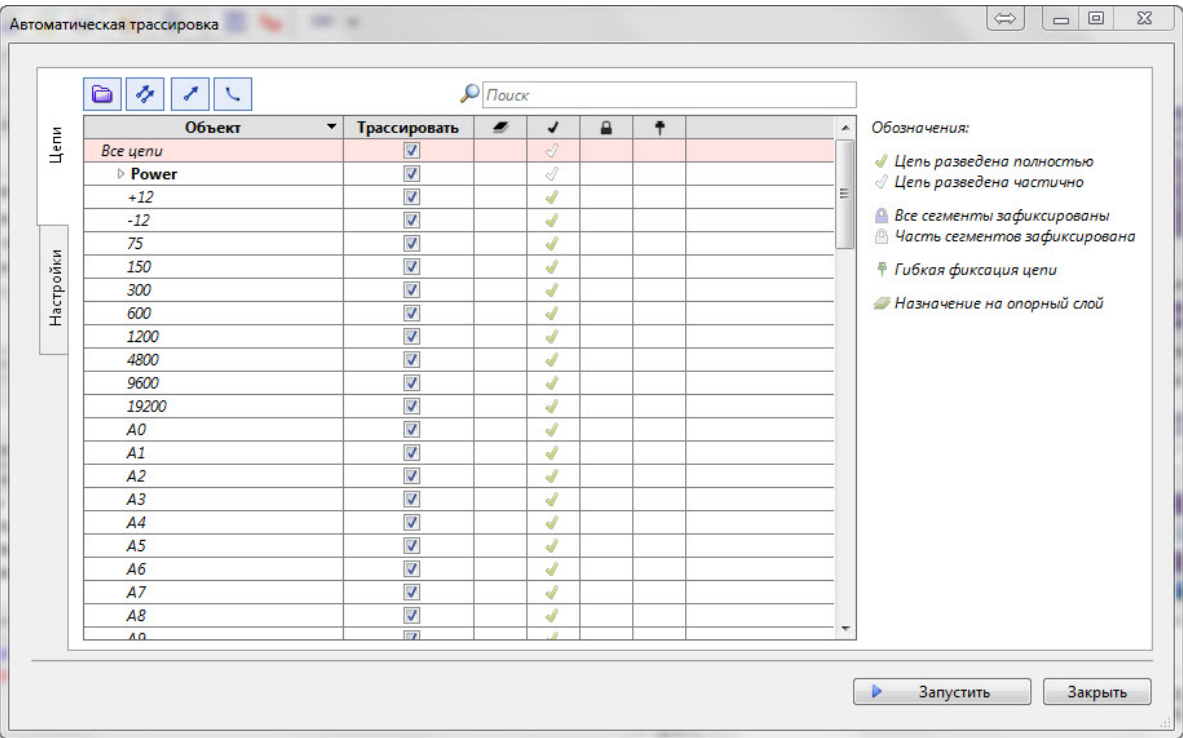 Автоматическая трассировка
Цепи
Настройки
Поиск
Объект Трассировать
Все цепи
Power
+12
-12
75
150
300
600
1200
4800
9600
19200
A0
A1
A2
A3
A4
A5
A6
A7
A8
A9
Обозначения:
Цепь разведена полностью
Цепь разведена частично
Все сегменты зафиксированы
Часть сегментов зафиксирована
Гибкая фиксация цепи
Назначение на опорный слой
Запустить
Закрыть